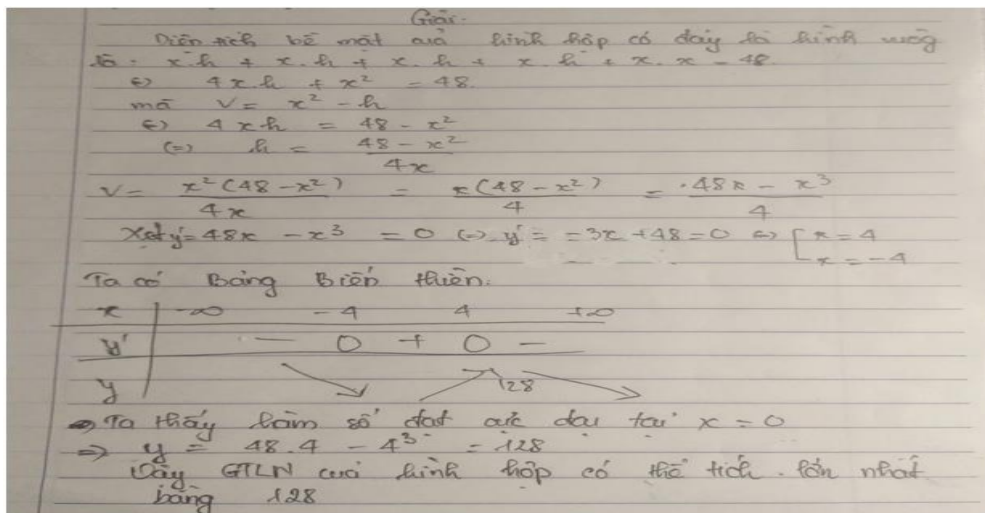 Giải.
Diện tích bề mặt của hình hộp có đáy là hình vuông
là: x.h + x.h + x.h + x.h + x.x = 48
⇔ 4x.h + x² = 48
mà V = x² - h
⇔ 4xh = 48 - x²
(=) h = (48 - x²)/4x
V = x²(48 - x²)/4x = x(48 - x²)/4 = (48x - x³)/4
Xét y' = 48x - x³ = 0 (=) y' = -3x + 48 = 0 ⇔ [x = 4
x = -4
Ta có Bảng Biến thiên:
x -∞ -4 4 +∞
y' - 0 + 0 -
y 128
⇒ Ta thấy hàm số đạt cực đại tại x = 0
⇒ y = 48.4 - 4³ = 128
Vậy GTLN của hình hộp có thể tích lớn nhất
bằng 128